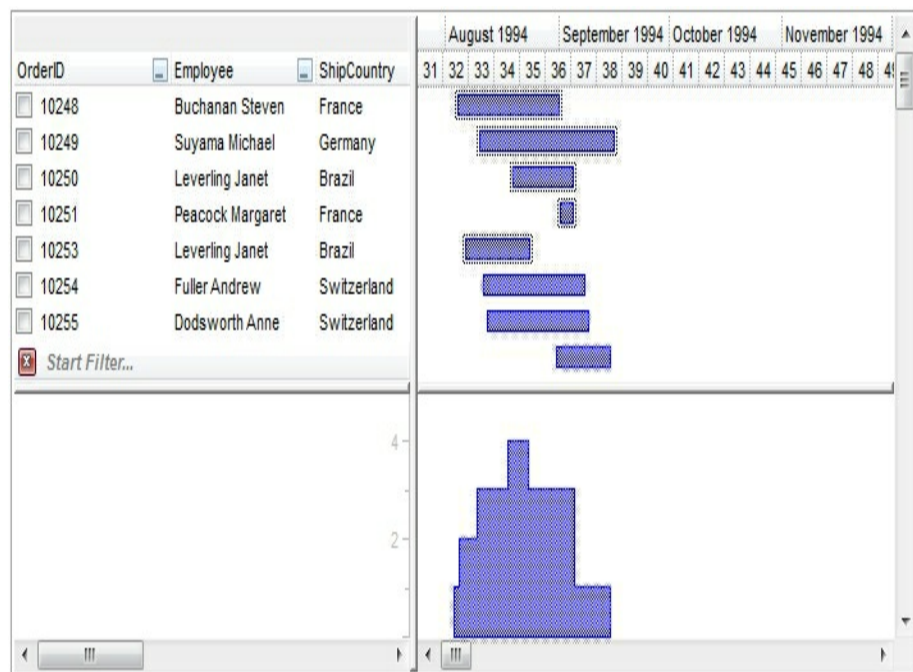 August 1994 September 1994 October 1994 November 1994
OrderID Employee ShipCountry 31 32 33 34 35 36 37 38 39 40 41 42 43 44 45 46 47 48
10248 Buchanan Steven France
10249 Suyama Michael Germany
10250 Leverling Janet Brazil
10251 Peacock Margaret France
10253 Leverling Janet Brazil
10254 Fuller Andrew Switzerland
10255 Dodsworth Anne Switzerland
Start Filter...
4
2